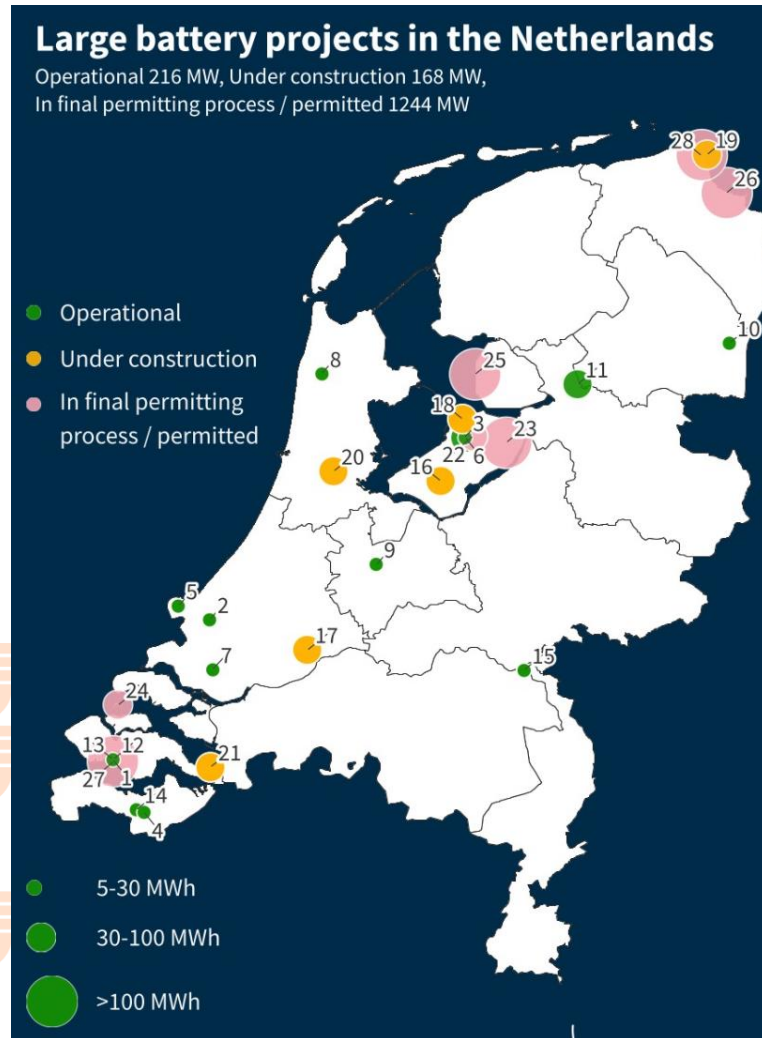 Large battery projects in the Netherlands
Operational 216 MW, Under construction 168 MW,
In final permitting process / permitted 1244 MW
28
19
26
Operational
10
8
25
11
Under construction
In final permitting
process / permitted
18
3
23
22
6
20
16
9
5
2
17
7
15
24
13
12
21
27
1
14
4
5-30 MWh
30-100 MWh
>100 MWh